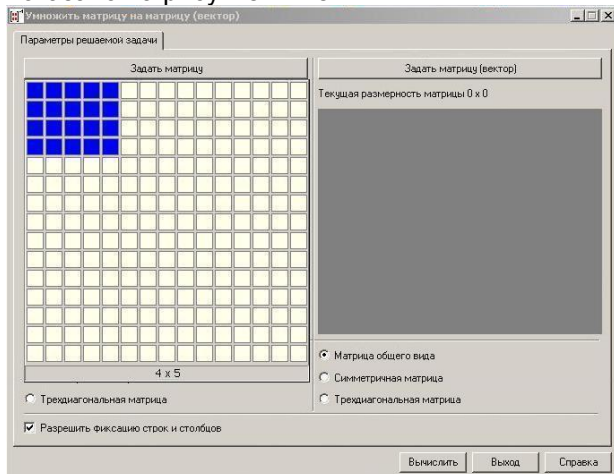 Умножить матрицу на матрицу (вектор)
Параметры решаемой задачи
Задать матрицу
Задать матрицу (вектор)
Текущая размерность матрицы 0 x 0
4 x 5
Трехдиагональная матрица
Матрица общего вида
Симметричная матрица
Трехдиагональная матрица
Разрешить фиксацию строк и столбцов
Вычислить
Выход
Справка